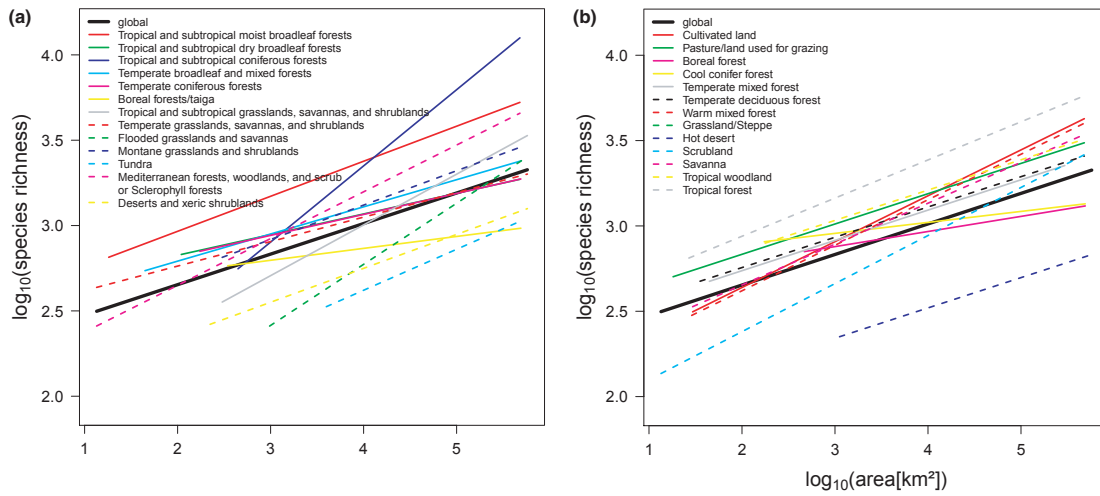 (a)
global
Tropical and subtropical moist broadleaf forests
Tropical and subtropical dry broadleaf forests
Tropical and subtropical coniferous forests
Temperate broadleaf and mixed forests
Temperate coniferous forests
Boreal forests/taiga
Tropical and subtropical grasslands, savannas, and shrublands
Temperate grasslands, savannas, and shrublands
Flooded grasslands and savannas
Montane grasslands and shrublands
Tundra
Mediterranean forests, woodlands, and scrub
or Sclerophyll forests
Deserts and xeric shrublands
log₁₀(species richness)
4.0
3.5
3.0
2.5
2.0
1 2 3 4 5
(b)
global
Cultivated land
Pasture/land used for grazing
Boreal forest
Cool conifer forest
Temperate mixed forest
Temperate deciduous forest
Warm mixed forest
Grassland/Steppe
Hot desert
Scrubland
Savanna
Tropical woodland
Tropical forest
log₁₀(species richness)
4.0
3.5
3.0
2.5
2.0
1 2 3 4 5
log₁₀(area[km²])